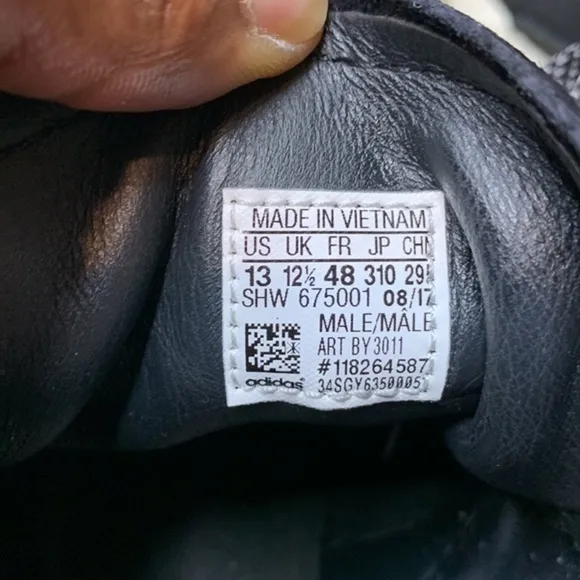 MADE IN VIETNAM
US UK FR JP CHN
13 12½ 48 310 295
SHW 675001 08/17
MALE/MÂLE
ART BY3011
#118264587
adidas 34SGY6350005